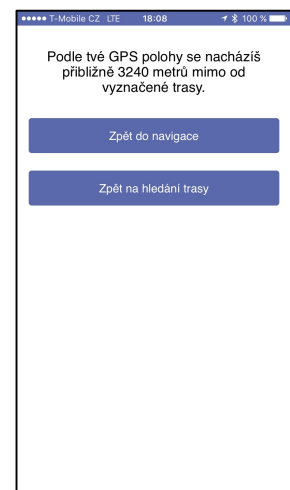 T-Mobile CZ LTE 18:08 100 %
Podle tvé GPS polohy se nacházíš
přibližně 3240 metrů mimo od
vyznačené trasy.
Zpět do navigace
Zpět na hledání trasy